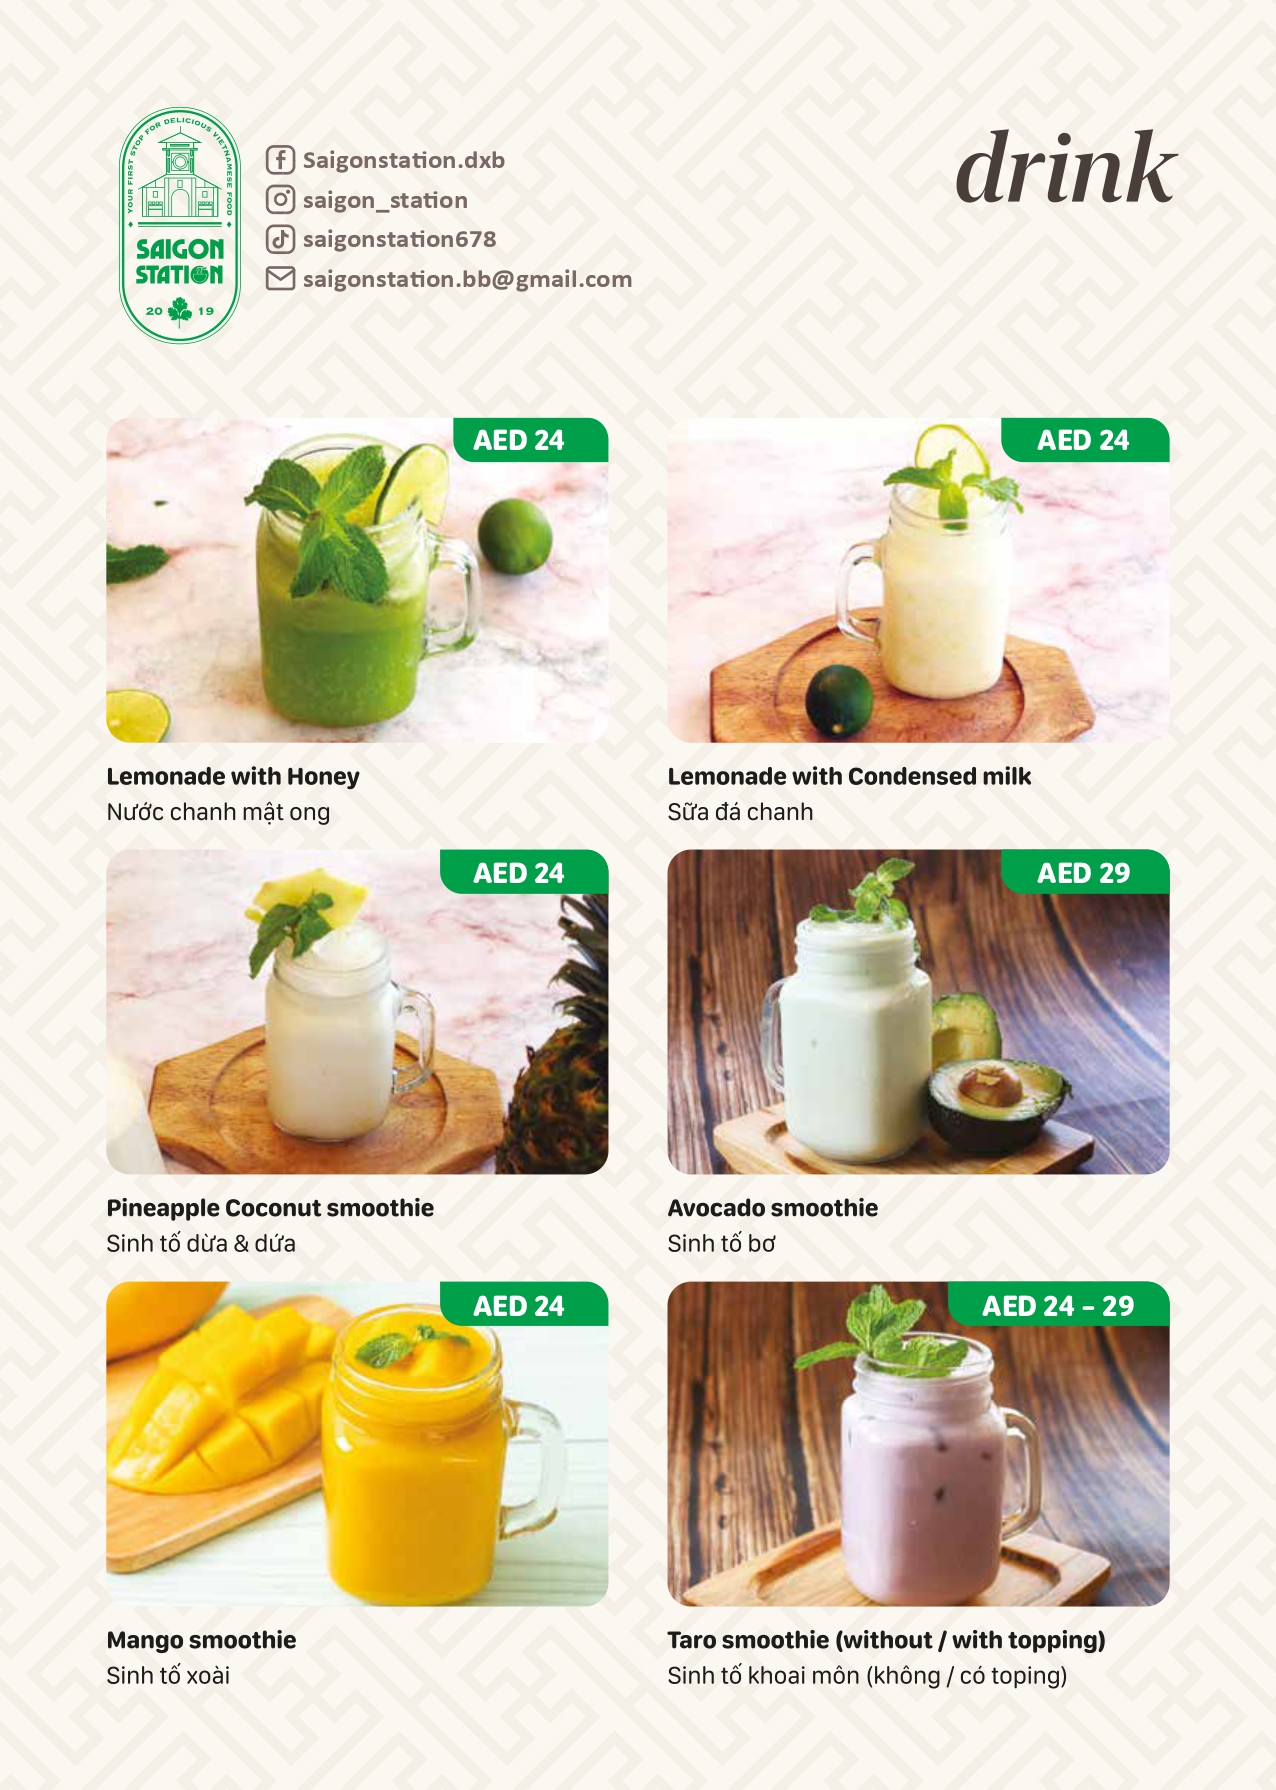 YOUR FIRST STOP FOR DELICIOUS VIETNAMESE FOOD
SAIGON
STATION
20 19
Saigonstation.dxb
saigon_station
saigonstation678
saigonstation.bb@gmail.com
drink
AED 24
Lemonade with Honey
Nước chanh mật ong
AED 24
Lemonade with Condensed milk
Sữa đá chanh
AED 24
Pineapple Coconut smoothie
Sinh tố dừa & dứa
AED 29
Avocado smoothie
Sinh tố bơ
AED 24
Mango smoothie
Sinh tố xoài
AED 24 – 29
Taro smoothie (without / with topping)
Sinh tố khoai môn (không / có toping)